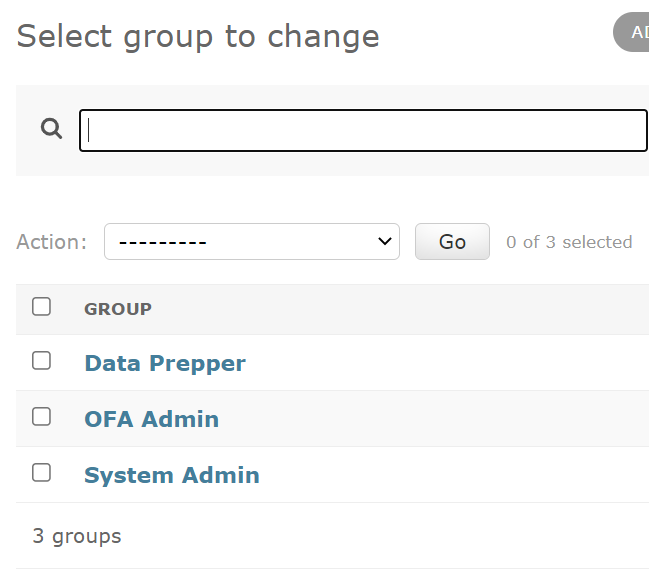 Select group to change
Action: --------- Go 0 of 3 selected
GROUP
Data Prepper
OFA Admin
System Admin
3 groups